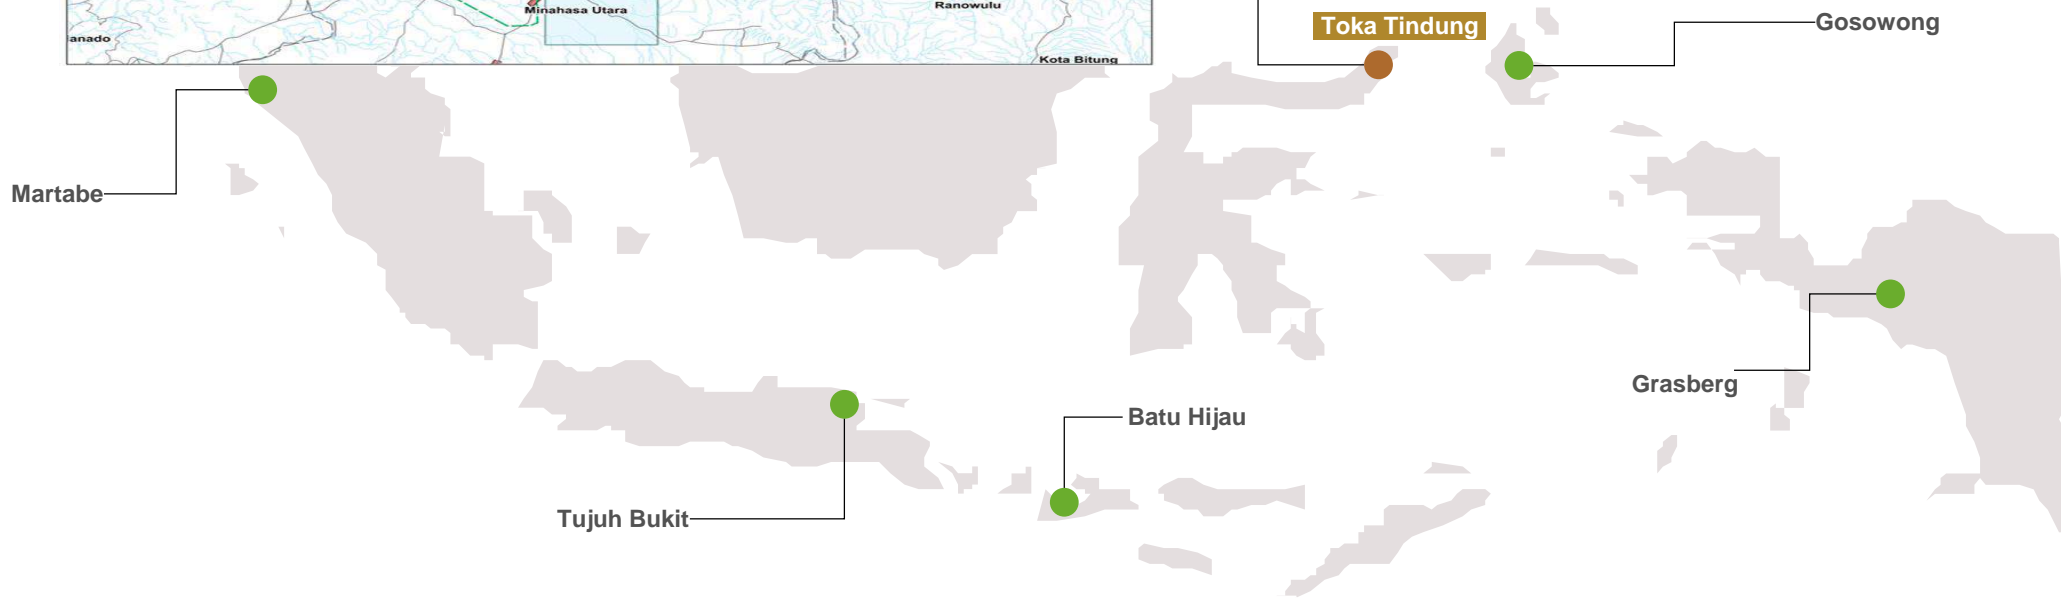 Minahasa Utara
Ranowulu
anado
Kota Bitung
Toka Tindung
Gosowong
Martabe
Grasberg
Batu Hijau
Tujuh Bukit